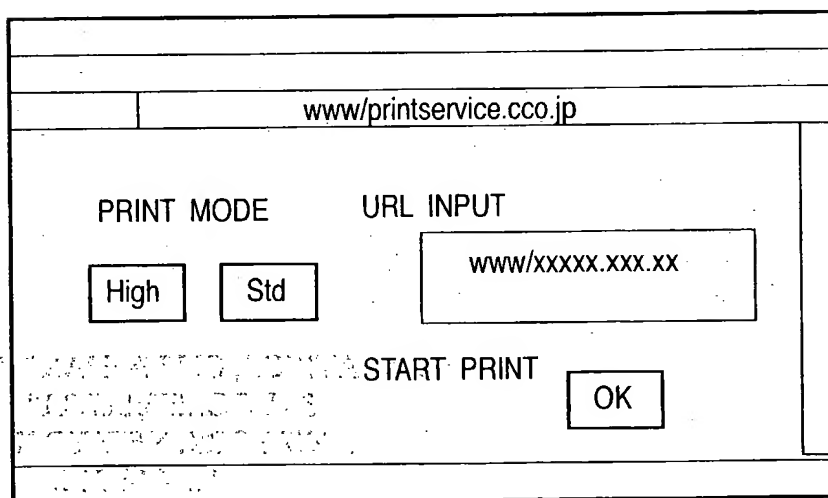 www/printservice.cco.jp
PRINT MODE
URL INPUT
www/xxxxx.xxx.xx
High
Std
START PRINT
OK